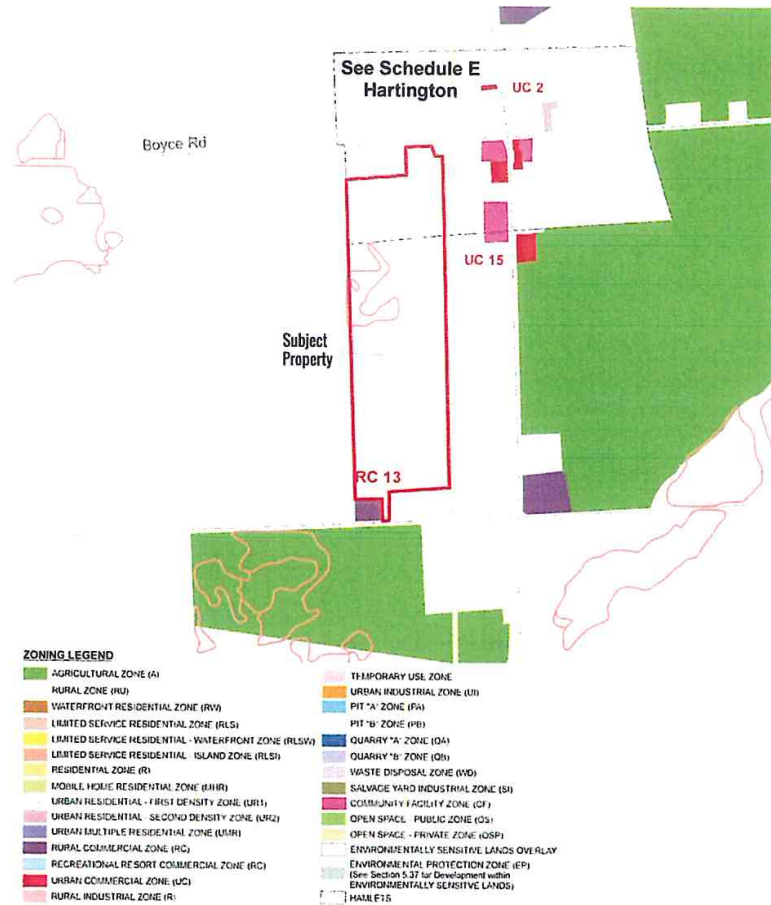 See Schedule E
Hartington
UC 2
Boyce Rd
UC 15
Subject
Property
RC 13
ZONING LEGEND
AGRICULTURAL ZONE (A)
RURAL ZONE (RU)
WATERFRONT RESIDENTIAL ZONE (RW)
LIMITED SERVICE RESIDENTIAL ZONE (RLS)
LIMITED SERVICE RESIDENTIAL - WATERFRONT ZONE (RLSW)
LIMITED SERVICE RESIDENTIAL - ISLAND ZONE (RLSI)
RESIDENTIAL ZONE (R)
MOBILE HOME RESIDENTIAL ZONE (MHR)
URBAN RESIDENTIAL - FIRST DENSITY ZONE (UR1)
URBAN RESIDENTIAL - SECOND DENSITY ZONE (UR2)
URBAN MULTIPLE RESIDENTIAL ZONE (UMR)
RURAL COMMERCIAL ZONE (RC)
RECREATIONAL RESORT COMMERCIAL ZONE (RC)
URBAN COMMERCIAL ZONE (UC)
RURAL INDUSTRIAL ZONE (R)
TEMPORARY USE ZONE
URBAN INDUSTRIAL ZONE (UI)
PIT "A" ZONE (PA)
PIT "B" ZONE (PB)
QUARRY "A" ZONE (QA)
QUARRY "B" ZONE (QB)
WASTE DISPOSAL ZONE (WD)
SALVAGE YARD INDUSTRIAL ZONE (SI)
COMMUNITY FACILITY ZONE (CF)
OPEN SPACE - PUBLIC ZONE (OS)
OPEN SPACE - PRIVATE ZONE (OSP)
ENVIRONMENTALLY SENSITIVE LANDS OVERLAY
ENVIRONMENTAL PROTECTION ZONE (EP)
(See Section 5.37 for Development within
ENVIRONMENTALLY SENSITIVE LANDS)
HAMLETS